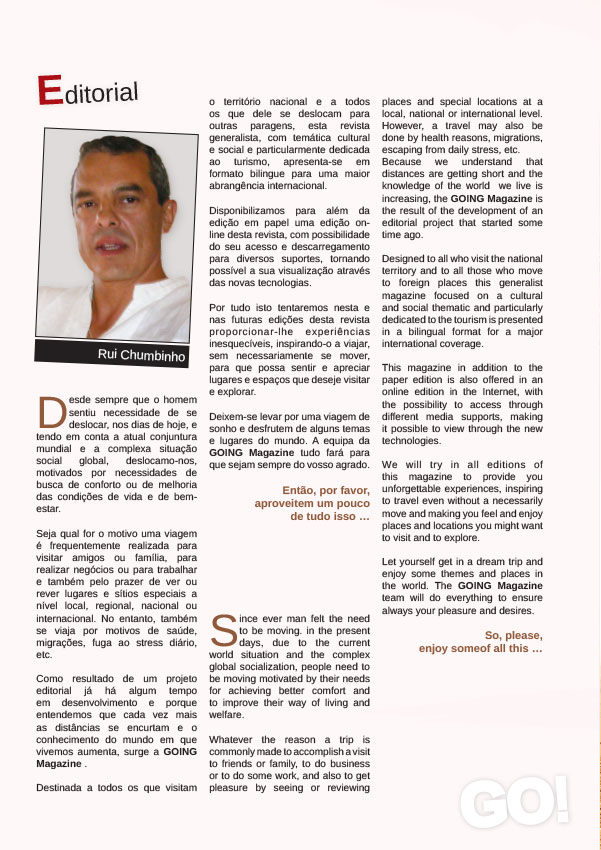 Editorial
Rui Chumbinho
Desde sempre que o homem
sentiu necessidade de se
deslocar, nos dias de hoje, e
tendo em conta a atual conjuntura
mundial e a complexa situação
social global, deslocamo-nos,
motivados por necessidades de
busca de conforto ou de melhoria
das condições de vida e de bem-
estar.
Seja qual for o motivo uma viagem
é frequentemente realizada para
visitar amigos ou família, para
realizar negócios ou para trabalhar
e também pelo prazer de ver ou
rever lugares e sítios especiais a
nível local, regional, nacional ou
internacional. No entanto, também
se viaja por motivos de saúde,
migrações, fuga ao stress diário,
etc.
Como resultado de um projeto
editorial já há algum tempo
em desenvolvimento e porque
entendemos que cada vez mais
as distâncias se encurtam e o
conhecimento do mundo em que
vivemos aumenta, surge a GOING
Magazine .
Destinada a todos os que visitam
o território nacional e a todos
os que dele se deslocam para
outras paragens, esta revista
generalista, com temática cultural
e social e particularmente dedicada
ao turismo, apresenta-se em
formato bilingue para uma maior
abrangência internacional.
Disponibilizamos para além da
edição em papel uma edição on-
line desta revista, com possibilidade
do seu acesso e descarregamento
para diversos suportes, tornando
possível a sua visualização através
das novas tecnologias.
Por tudo isto tentaremos nesta e
nas futuras edições desta revista
proporcionar-lhe experiências
inesquecíveis, inspirando-o a viajar,
sem necessariamente se mover,
para que possa sentir e apreciar
lugares e espaços que deseje visitar
e explorar.
Deixem-se levar por uma viagem de
sonho e desfrutem de alguns temas
e lugares do mundo. A equipa da
GOING Magazine tudo fará para
que sejam sempre do vosso agrado.
Então, por favor,
aproveitem um pouco
de tudo isso ...
Since ever man felt the need
to be moving. in the present
days, due to the current
world situation and the complex
global socialization, people need to
be moving motivated by their needs
for achieving better comfort and
to improve their way of living and
welfare.
Whatever the reason a trip is
commonly made to accomplish a visit
to friends or family, to do business
or to do some work, and also to get
pleasure by seeing or reviewing
places and special locations at a
local, national or international level.
However, a travel may also be
done by health reasons, migrations,
escaping from daily stress, etc.
Because we understand that
distances are getting short and the
knowledge of the world we live is
increasing, the GOING Magazine is
the result of the development of an
editorial project that started some
time ago.
Designed to all who visit the national
territory and to all those who move
to foreign places this generalist
magazine focused on a cultural
and social thematic and particularly
dedicated to the tourism is presented
in a bilingual format for a major
international coverage.
This magazine in addition to the
paper edition is also offered in an
online edition in the Internet, with
the possibility to access through
different media supports, making
it possible to view through the new
technologies.
We will try in all editions of
this magazine to provide you
unforgettable experiences, inspiring
to travel even without a necessarily
move and making you feel and enjoy
places and locations you might want
to visit and to explore.
Let yourself get in a dream trip and
enjoy some themes and places in
the world. The GOING Magazine
team will do everything to ensure
always your pleasure and desires.
So, please,
enjoy someof all this ...
GO!